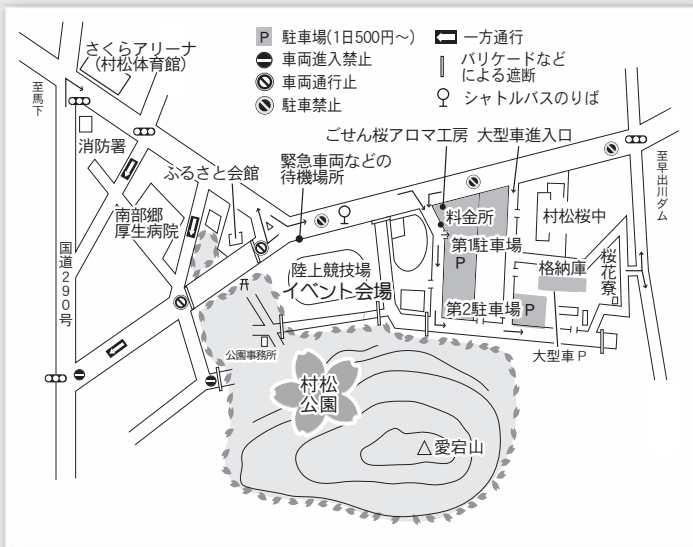 さくらアリーナ
(村松体育館)
P 駐車場(1日500円~)
車両進入禁止
車両通行止
駐車禁止
一方通行
バリケードなど
による遮断
シャトルバスのりば
至馬下
消防署
ふるさと会館
緊急車両などの
待機場所
ごせん桜アロマ工房
大型車進入口
至早出川ダム
南部郷
厚生病院
料金所
村松桜中
第1駐車場
P
陸上競技場
イベント会場
格納庫
桜花寮
国道290号
第2駐車場 P
公園事務所
大型車P
村松
公園
愛宕山